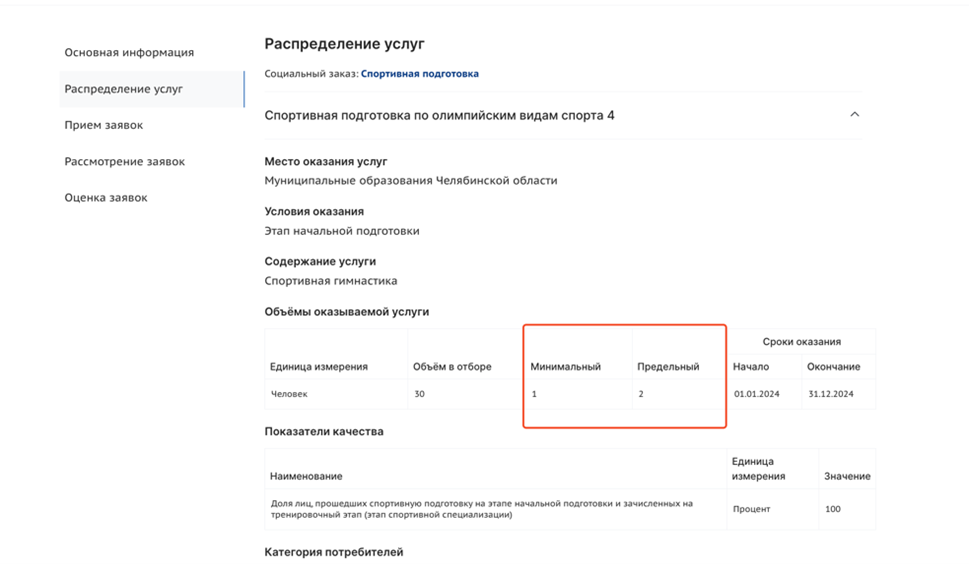 Основная информация
Распределение услуг
Прием заявок
Рассмотрение заявок
Оценка заявок
Распределение услуг
Социальный заказ: Спортивная подготовка
Спортивная подготовка по олимпийским видам спорта 4
Место оказания услуг
Муниципальные образования Челябинской области
Условия оказания
Этап начальной подготовки
Содержание услуги
Спортивная гимнастика
Объёмы оказываемой услуги
Сроки оказания
Единица измерения Объём в отборе Минимальный Предельный Начало Окончание
Человек 30 1 2 01.01.2024 31.12.2024
Показатели качества
Наименование Единица измерения Значение
Доля лиц, прошедших спортивную подготовку на этапе начальной подготовки и зачисленных на
тренировочный этап (этап спортивной специализации) Процент 100
Категория потребителей